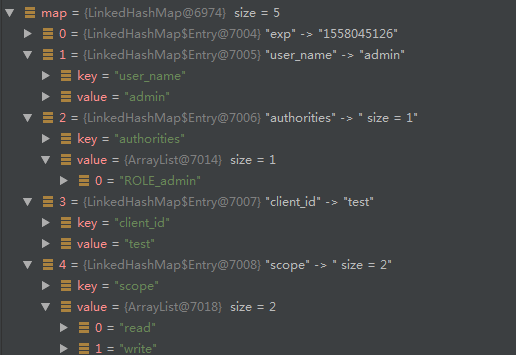 map = {LinkedHashMap@6974} size = 5
0 = {LinkedHashMap$Entry@7004} "exp" -> "1558045126"
1 = {LinkedHashMap$Entry@7005} "user_name" -> "admin"
key = "user_name"
value = "admin"
2 = {LinkedHashMap$Entry@7006} "authorities" -> " size = 1"
key = "authorities"
value = {ArrayList@7014} size = 1
0 = "ROLE_admin"
3 = {LinkedHashMap$Entry@7007} "client_id" -> "test"
key = "client_id"
value = "test"
4 = {LinkedHashMap$Entry@7008} "scope" -> " size = 2"
key = "scope"
value = {ArrayList@7018} size = 2
0 = "read"
1 = "write"